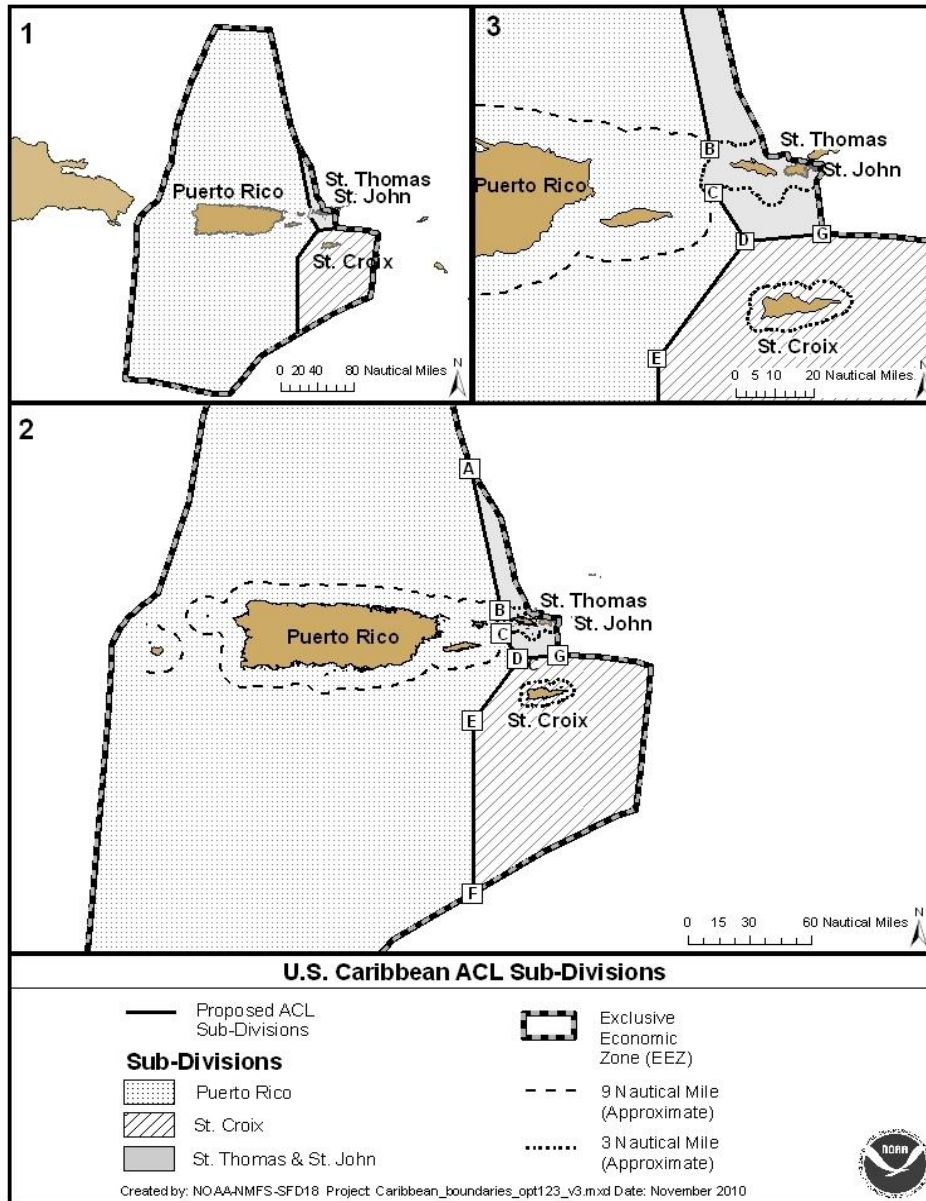 1
Puerto Rico
St. Thomas
St. John
St. Croix
0 20 40 80 Nautical Miles
N
3
St. Thomas
St. John
B
Puerto Rico
C
D
G
E
St. Croix
0 5 10 20 Nautical Miles
N
2
A
B
St. Thomas
C
St. John
Puerto Rico
D
C
G
E
St. Croix
F
0 15 30 60 Nautical Miles
N
U.S. Caribbean ACL Sub-Divisions
Proposed ACL
Sub-Divisions
Sub-Divisions
Puerto Rico
St. Croix
St. Thomas & St. John
Exclusive
Economic
Zone (EEZ)
9 Nautical Mile
(Approximate)
3 Nautical Mile
(Approximate)
NOAA
Created by: NOAA-NMFS-SFD18 Project: Caribbean_boundaries_opt123_v3.mxd Date: November 2010